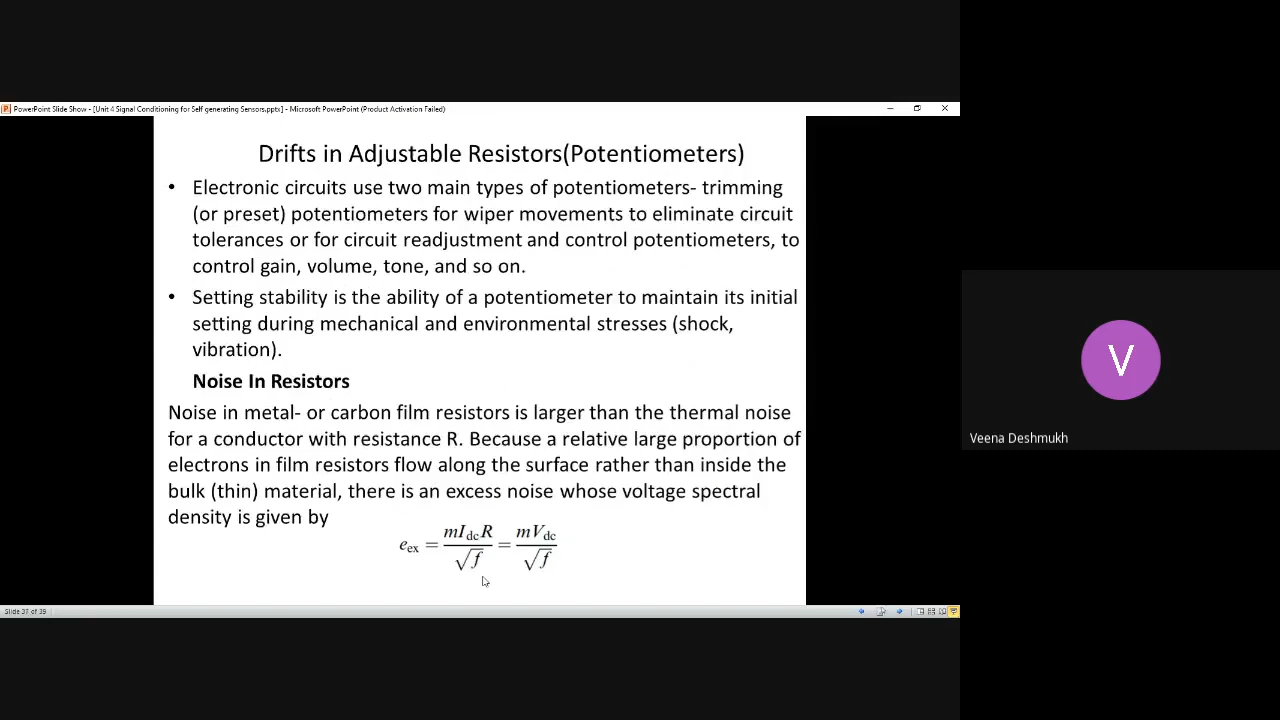 PowerPoint Slide Show - [Unit 4 Signal Conditioning for Self generating Sensors.pptx] - Microsoft PowerPoint (Product Activation Failed)
Drifts in Adjustable Resistors(Potentiometers)
• Electronic circuits use two main types of potentiometers- trimming
(or preset) potentiometers for wiper movements to eliminate circuit
tolerances or for circuit readjustment and control potentiometers, to
control gain, volume, tone, and so on.
• Setting stability is the ability of a potentiometer to maintain its initial
setting during mechanical and environmental stresses (shock,
vibration).
Noise In Resistors
Noise in metal- or carbon film resistors is larger than the thermal noise
for a conductor with resistance R. Because a relative large proportion of
electrons in film resistors flow along the surface rather than inside the
bulk (thin) material, there is an excess noise whose voltage spectral
density is given by
e_ex = mI_dc R / √f = mV_dc / √f
Slide 37 of 39
V
Veena Deshmukh